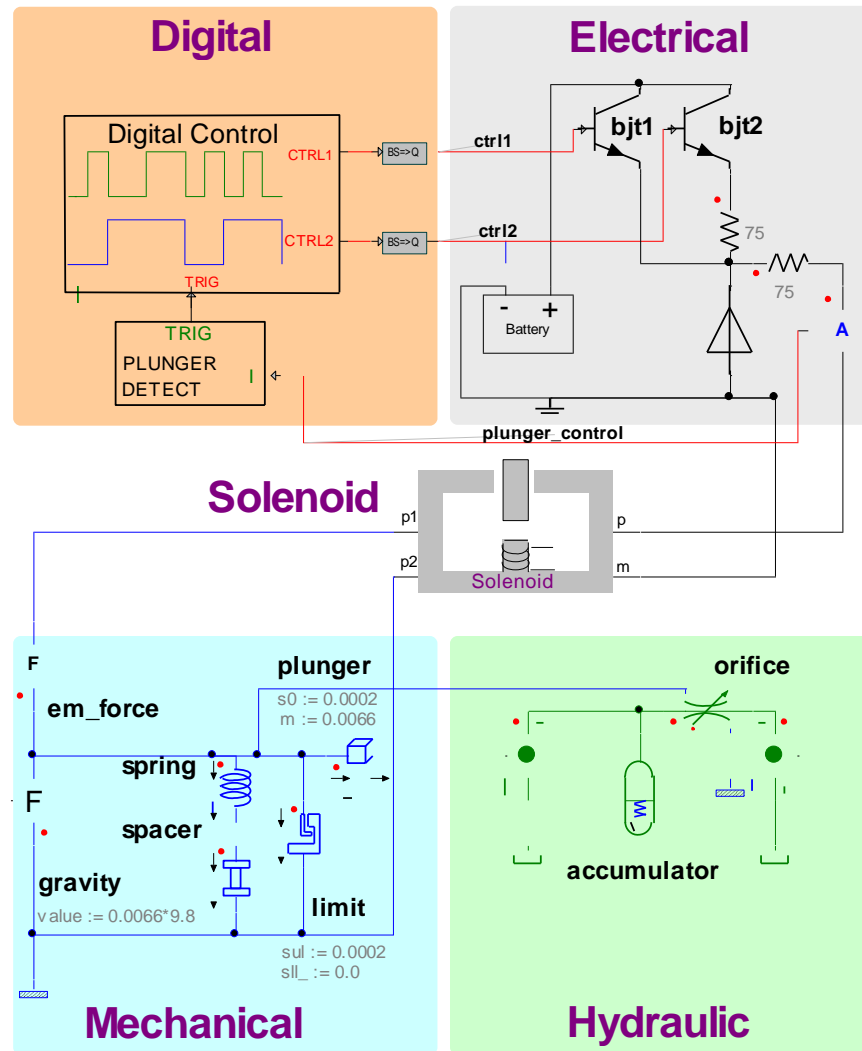 Digital
Electrical
Digital Control
CTRL1
BS=>Q
ctrl1
bjt1
bjt2
CTRL2
BS=>Q
ctrl2
75
75
TRIG
TRIG
PLUNGER
DETECT
I
- +
Battery
A
plunger_control
Solenoid
p1
p
p2
m
Solenoid
F
em_force
plunger
s0 := 0.0002
m := 0.0066
orifice
spring
F
spacer
gravity
value := 0.0066*9.8
limit
sul := 0.0002
sll_ := 0.0
accumulator
Mechanical
Hydraulic